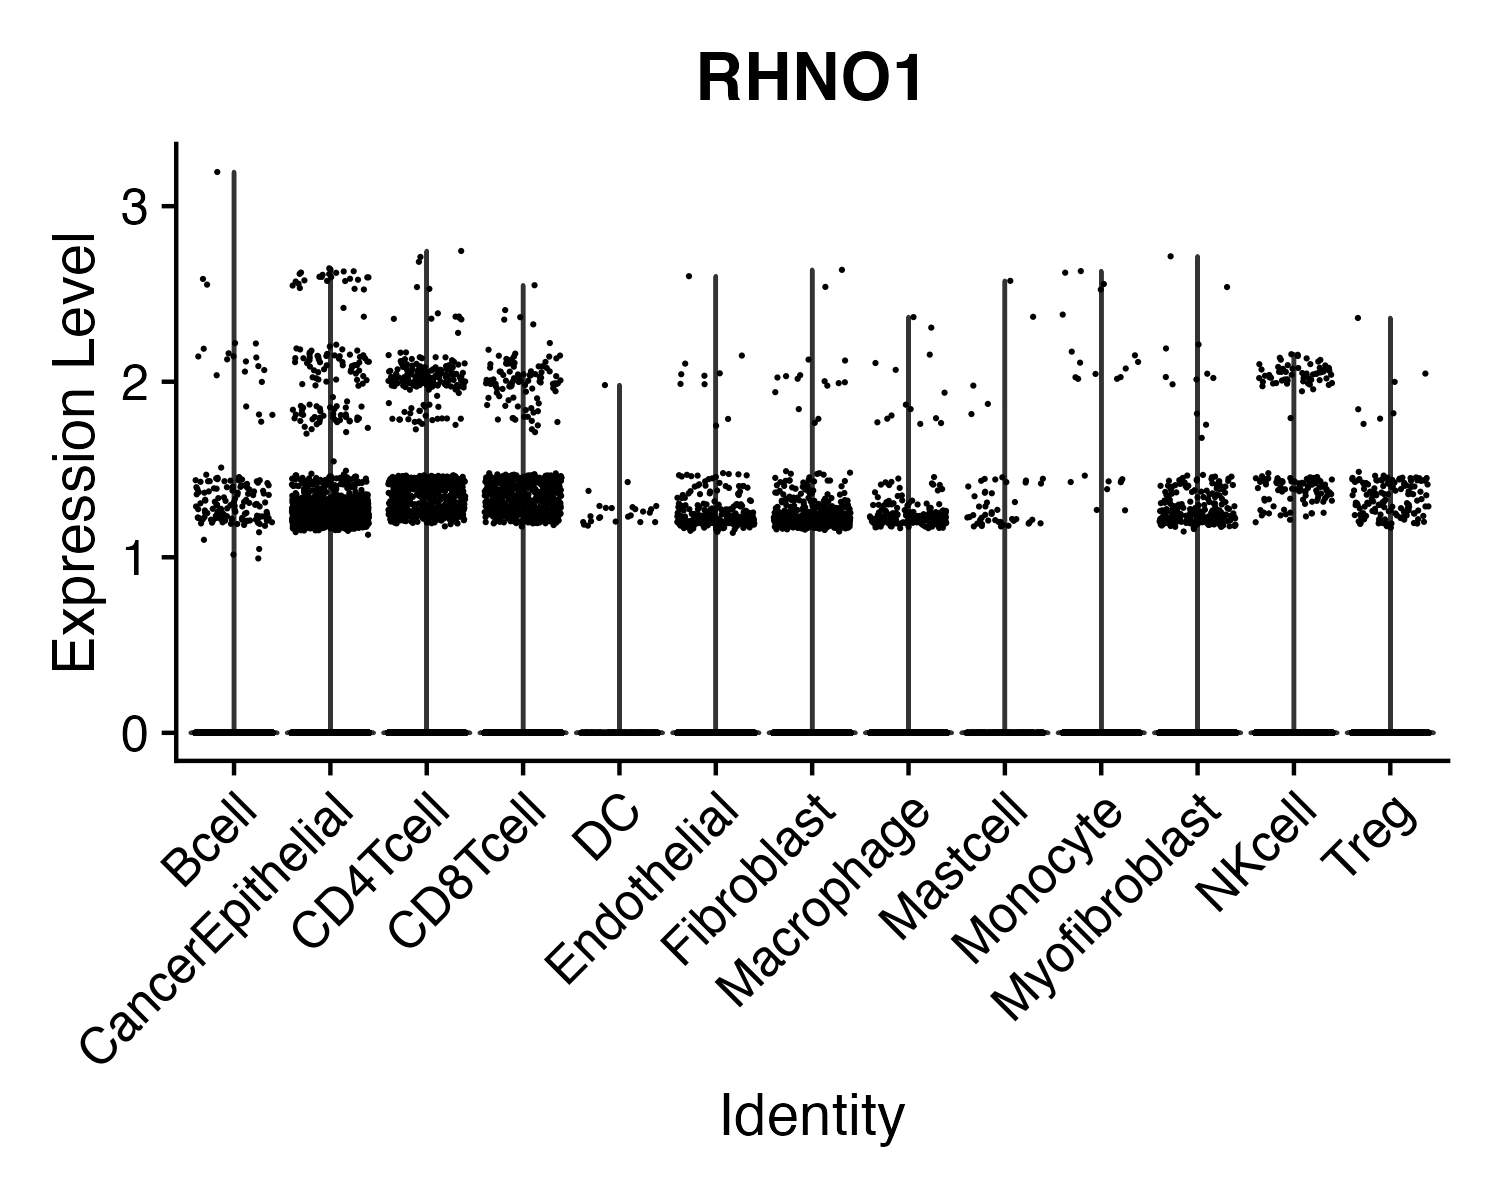 RHNO1
Expression Level
3
2
1
0
Bcell
CancerEpithelial
CD4Tcell
CD8Tcell
DC
Endothelial
Fibroblast
Macrophage
Mastcell
Monocyte
Myofibroblast
NKcell
Treg
Identity